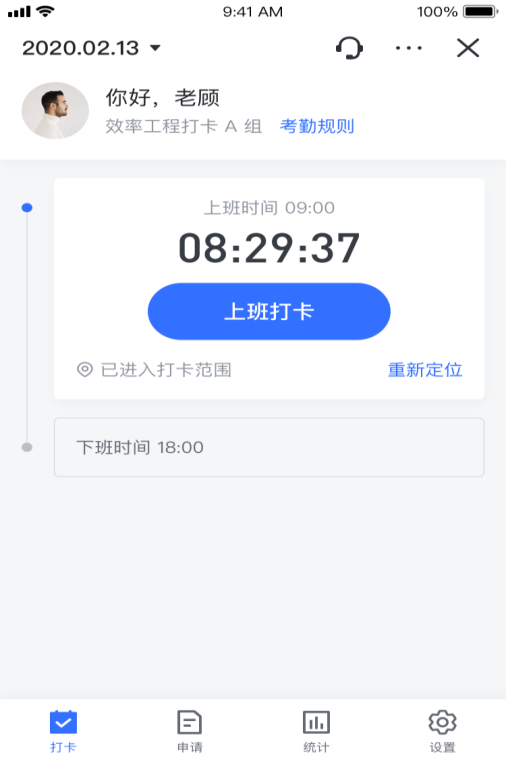 9:41 AM 100%
2020.02.13
你好，老顾
效率工程打卡 A 组 考勤规则
上班时间 09:00
08:29:37
上班打卡
已进入打卡范围 重新定位
下班时间 18:00
打卡 申请 统计 设置